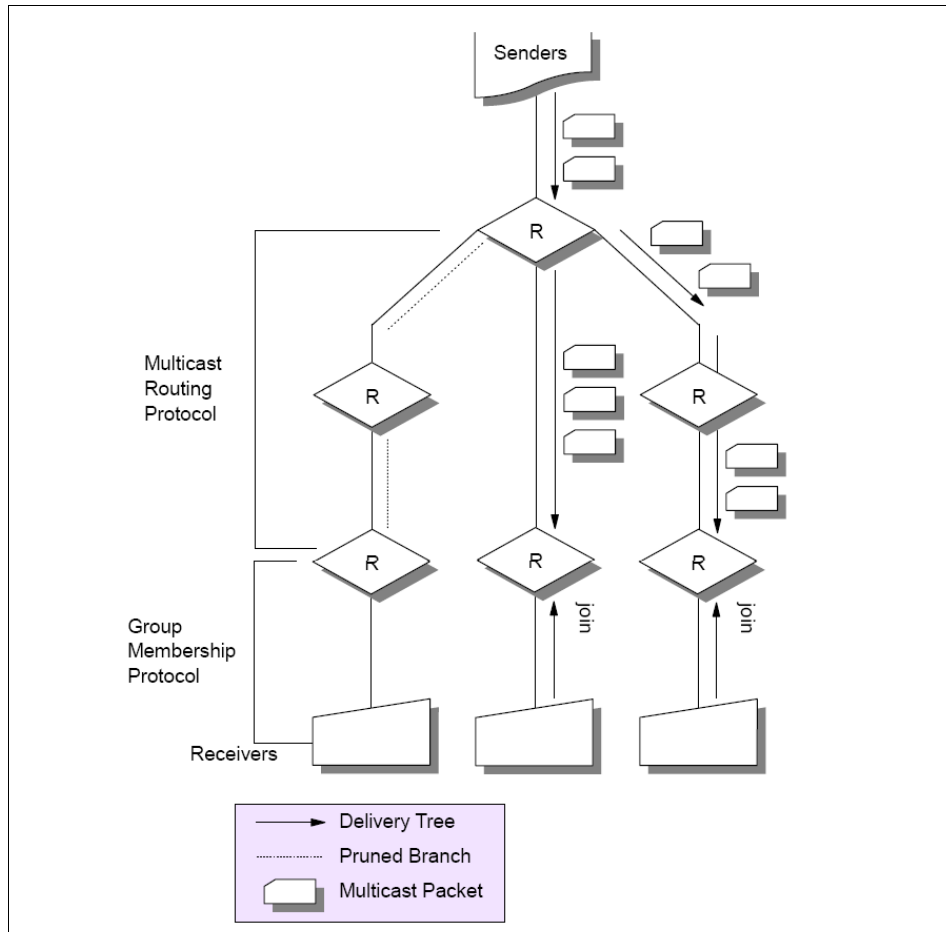 Senders
R
Multicast
Routing
Protocol
R
R
R
R
R
join
join
Group
Membership
Protocol
Receivers
Delivery Tree
Pruned Branch
Multicast Packet